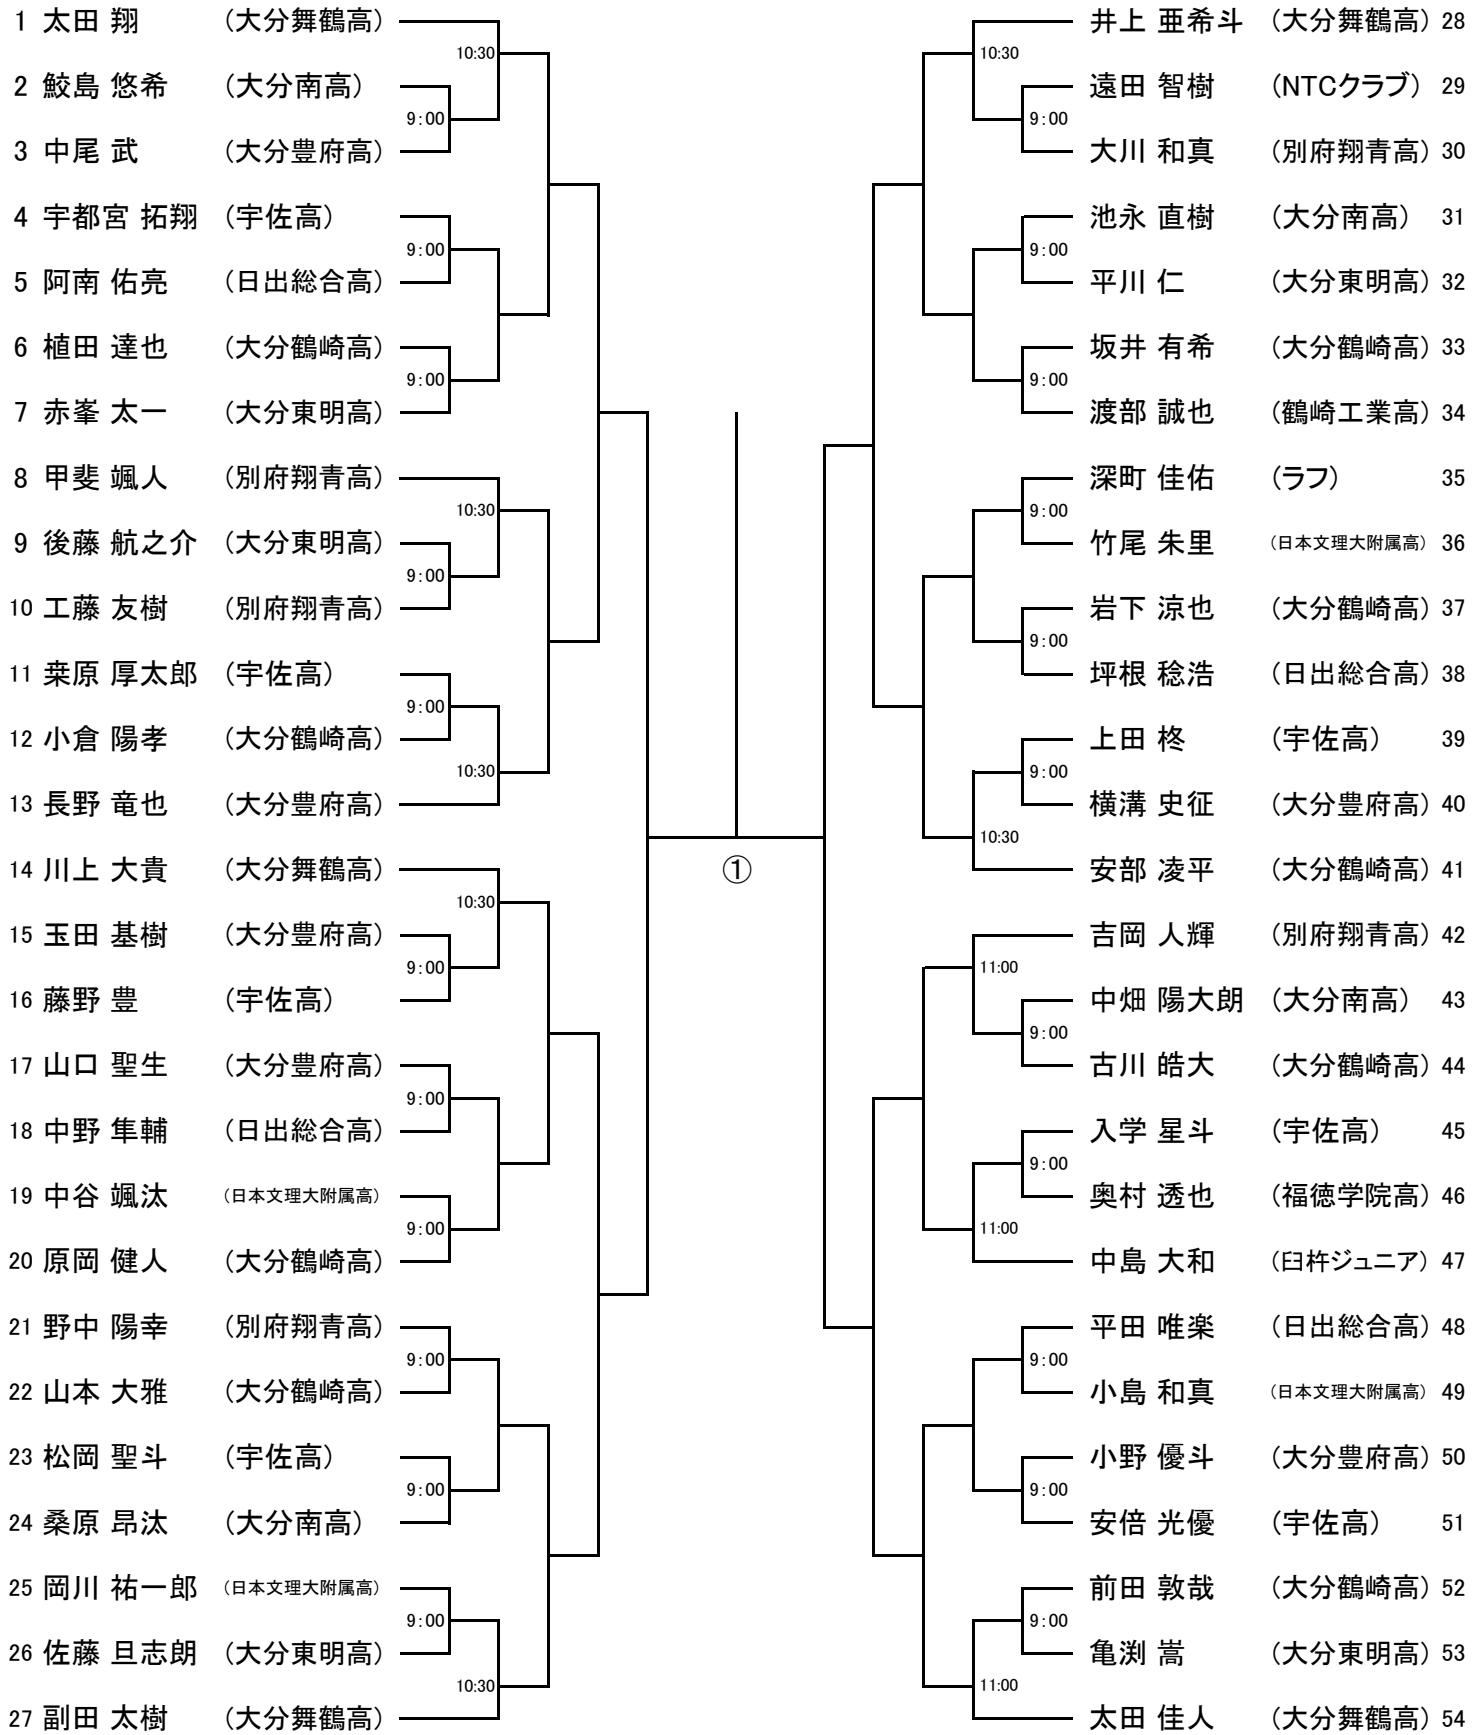 1 太田 翔 (大分舞鶴高)
10:30
2 鮫島 悠希 (大分南高)
9:00
3 中尾 武 (大分豊府高)
4 宇都宮 拓翔 (宇佐高)
9:00
5 阿南 佑亮 (日出総合高)
6 植田 達也 (大分鶴崎高)
9:00
7 赤峯 太一 (大分東明高)
8 甲斐 颯人 (別府翔青高)
10:30
9 後藤 航之介 (大分東明高)
9:00
10 工藤 友樹 (別府翔青高)
11 桒原 厚太郎 (宇佐高)
9:00
12 小倉 陽孝 (大分鶴崎高)
10:30
13 長野 竜也 (大分豊府高)
14 川上 大貴 (大分舞鶴高)
10:30
15 玉田 基樹 (大分豊府高)
9:00
16 藤野 豊 (宇佐高)
17 山口 聖生 (大分豊府高)
9:00
18 中野 隼輔 (日出総合高)
19 中谷 颯汰 (日本文理大附属高)
9:00
20 原岡 健人 (大分鶴崎高)
21 野中 陽幸 (別府翔青高)
9:00
22 山本 大雅 (大分鶴崎高)
23 松岡 聖斗 (宇佐高)
9:00
24 桑原 昂汰 (大分南高)
25 岡川 祐一郎 (日本文理大附属高)
9:00
26 佐藤 旦志朗 (大分東明高)
10:30
27 副田 太樹 (大分舞鶴高)
①
井上 亜希斗 (大分舞鶴高) 28
10:30
遠田 智樹 (NTCクラブ) 29
9:00
大川 和真 (別府翔青高) 30
池永 直樹 (大分南高) 31
9:00
平川 仁 (大分東明高) 32
坂井 有希 (大分鶴崎高) 33
9:00
渡部 誠也 (鶴崎工業高) 34
深町 佳佑 (ラフ) 35
9:00
竹尾 朱里 (日本文理大附属高) 36
岩下 涼也 (大分鶴崎高) 37
9:00
坪根 稔浩 (日出総合高) 38
上田 柊 (宇佐高) 39
9:00
横溝 史征 (大分豊府高) 40
10:30
安部 凌平 (大分鶴崎高) 41
吉岡 人輝 (別府翔青高) 42
11:00
中畑 陽大朗 (大分南高) 43
9:00
古川 皓大 (大分鶴崎高) 44
入学 星斗 (宇佐高) 45
9:00
奥村 透也 (福徳学院高) 46
11:00
中島 大和 (臼杵ジュニア) 47
平田 唯楽 (日出総合高) 48
9:00
小島 和真 (日本文理大附属高) 49
小野 優斗 (大分豊府高) 50
9:00
安倍 光優 (宇佐高) 51
前田 敦哉 (大分鶴崎高) 52
9:00
亀渕 嵩 (大分東明高) 53
11:00
太田 佳人 (大分舞鶴高) 54